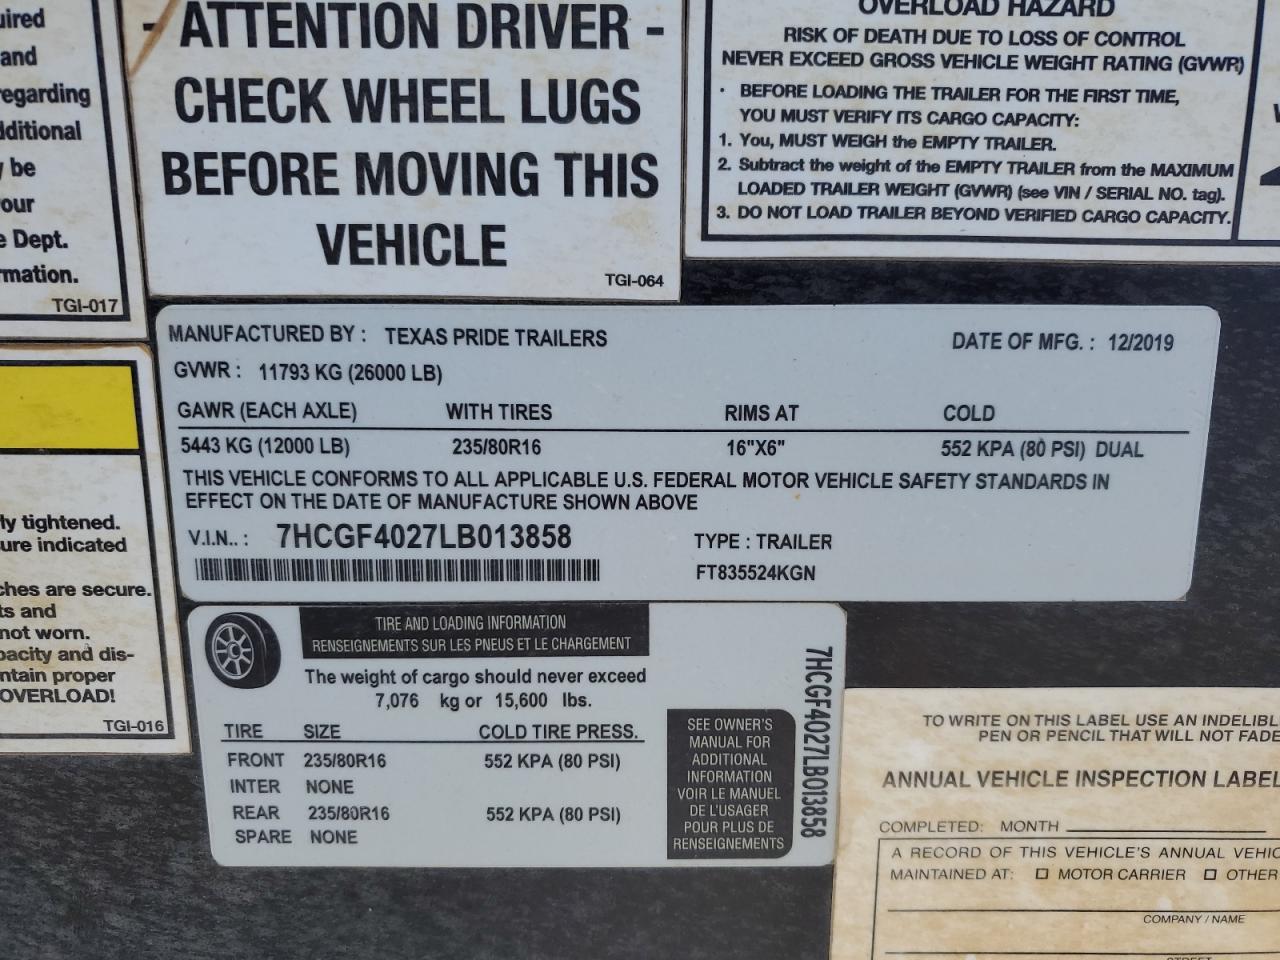 uired
and
regarding
dditional
y be
our
e Dept.
rmation.
TGI-017
- ATTENTION DRIVER -
CHECK WHEEL LUGS
BEFORE MOVING THIS
VEHICLE
TGI-064
OVERLOAD HAZARD
RISK OF DEATH DUE TO LOSS OF CONTROL
NEVER EXCEED GROSS VEHICLE WEIGHT RATING (GVWR)
· BEFORE LOADING THE TRAILER FOR THE FIRST TIME,
YOU MUST VERIFY ITS CARGO CAPACITY:
1. You, MUST WEIGH the EMPTY TRAILER.
2. Subtract the weight of the EMPTY TRAILER from the MAXIMUM
LOADED TRAILER WEIGHT (GVWR) (see VIN / SERIAL NO. tag).
3. DO NOT LOAD TRAILER BEYOND VERIFIED CARGO CAPACITY.
MANUFACTURED BY : TEXAS PRIDE TRAILERS DATE OF MFG. : 12/2019
GVWR : 11793 KG (26000 LB)
GAWR (EACH AXLE) WITH TIRES RIMS AT COLD
5443 KG (12000 LB) 235/80R16 16"X6" 552 KPA (80 PSI) DUAL
THIS VEHICLE CONFORMS TO ALL APPLICABLE U.S. FEDERAL MOTOR VEHICLE SAFETY STANDARDS IN
EFFECT ON THE DATE OF MANUFACTURE SHOWN ABOVE
V.I.N.. : 7HCGF4027LB013858 TYPE : TRAILER
FT835524KGN
ly tightened.
ure indicated
ches are secure.
ts and
not worn.
pacity and dis-
ntain proper
OVERLOAD!
TGI-016
TIRE AND LOADING INFORMATION
RENSEIGNEMENTS SUR LES PNEUS ET LE CHARGEMENT
The weight of cargo should never exceed
7,076 kg or 15,600 lbs.
TIRE SIZE COLD TIRE PRESS.
FRONT 235/80R16 552 KPA (80 PSI)
INTER NONE
REAR 235/80R16 552 KPA (80 PSI)
SPARE NONE
SEE OWNER'S
MANUAL FOR
ADDITIONAL
INFORMATION
VOIR LE MANUEL
DE L'USAGER
POUR PLUS DE
RENSEIGNEMENTS
7HCGF4027LB013858
TO WRITE ON THIS LABEL USE AN INDELIBL
PEN OR PENCIL THAT WILL NOT FADE
ANNUAL VEHICLE INSPECTION LABEL
COMPLETED: MONTH
A RECORD OF THIS VEHICLE'S ANNUAL VEHIC
MAINTAINED AT: ☐ MOTOR CARRIER ☐ OTHER
COMPANY / NAME